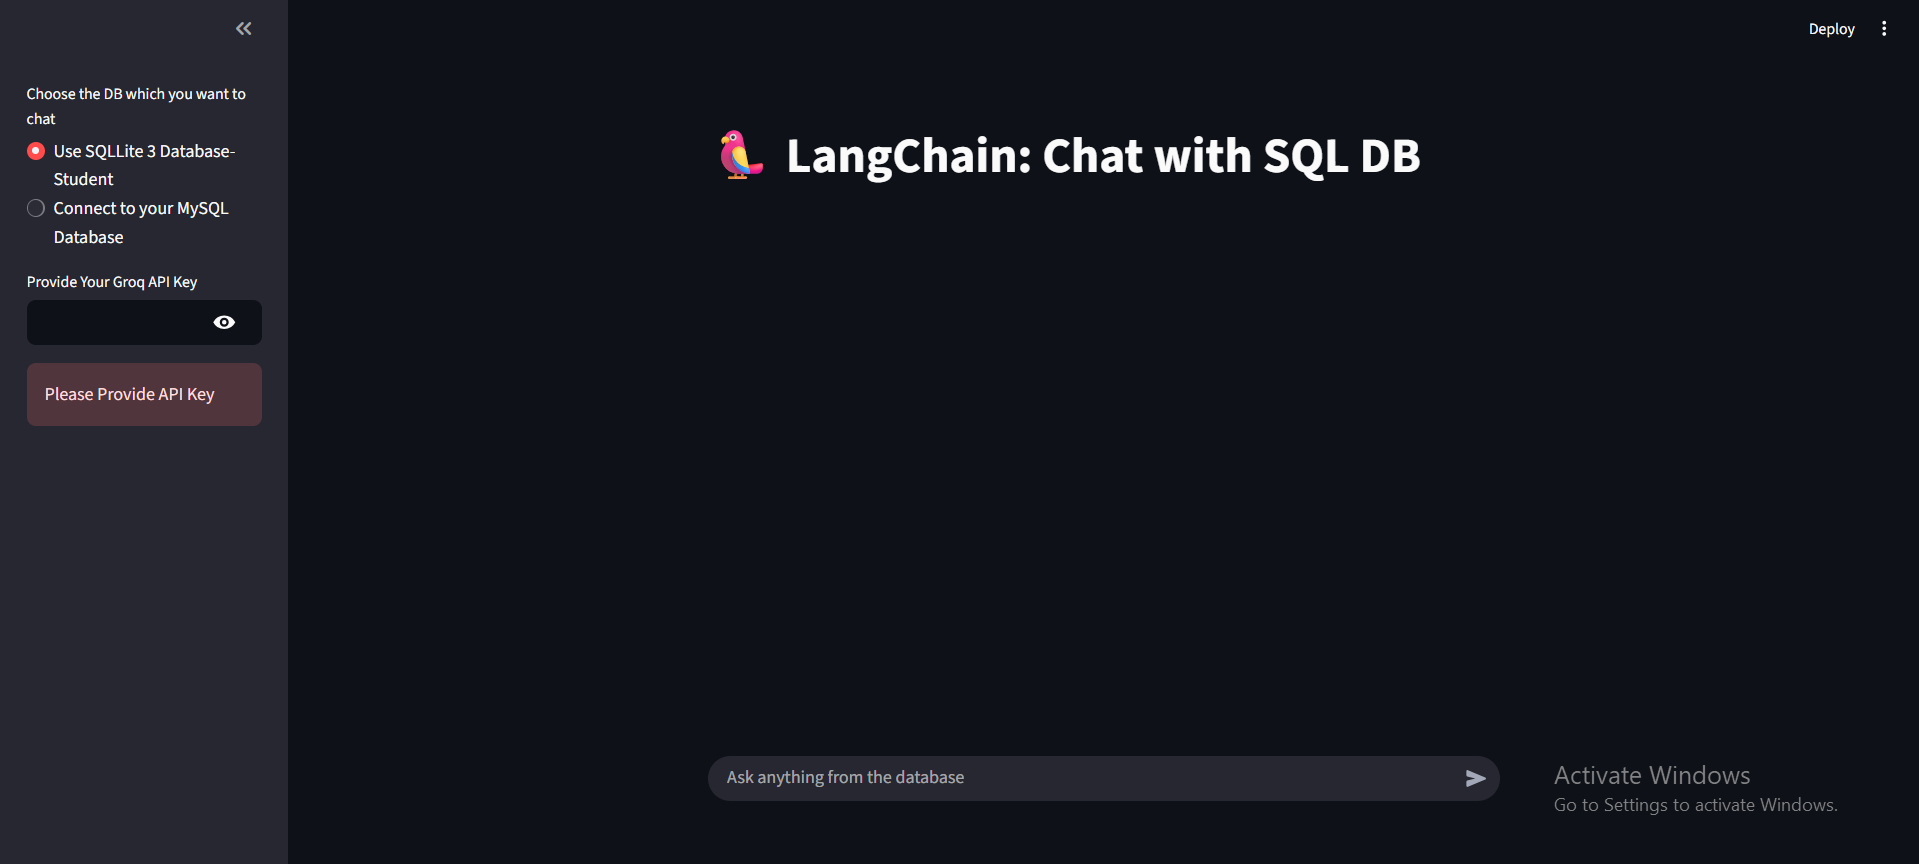 Deploy
Choose the DB which you want to
chat
Use SQLLite 3 Database-
Student
Connect to your MySQL
Database
Provide Your Groq API Key
Please Provide API Key
LangChain: Chat with SQL DB
Ask anything from the database
Activate Windows
Go to Settings to activate Windows.